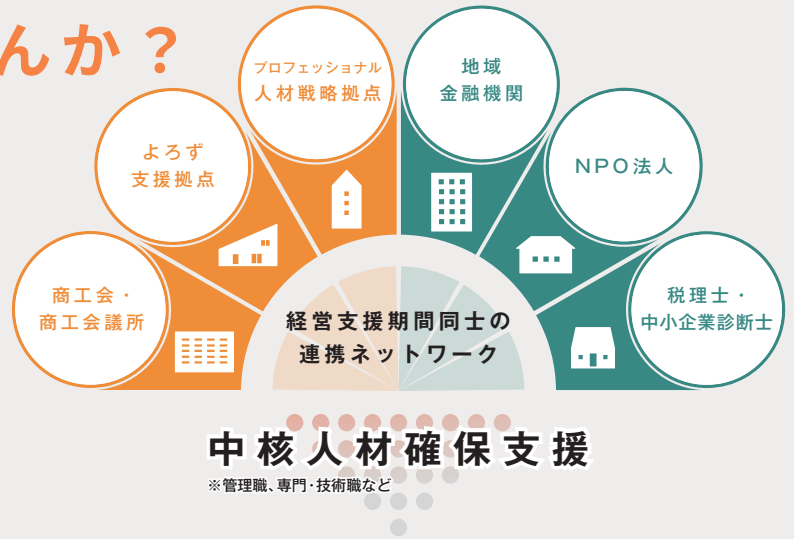 んか？
プロフェッショナル
人材戦略拠点
地域
金融機関
よろず
支援拠点
NPO法人
商工会・
商工会議所
税理士・
中小企業診断士
経営支援期間同士の
連携ネットワーク
中核人材確保支援
※管理職、専門・技術職など